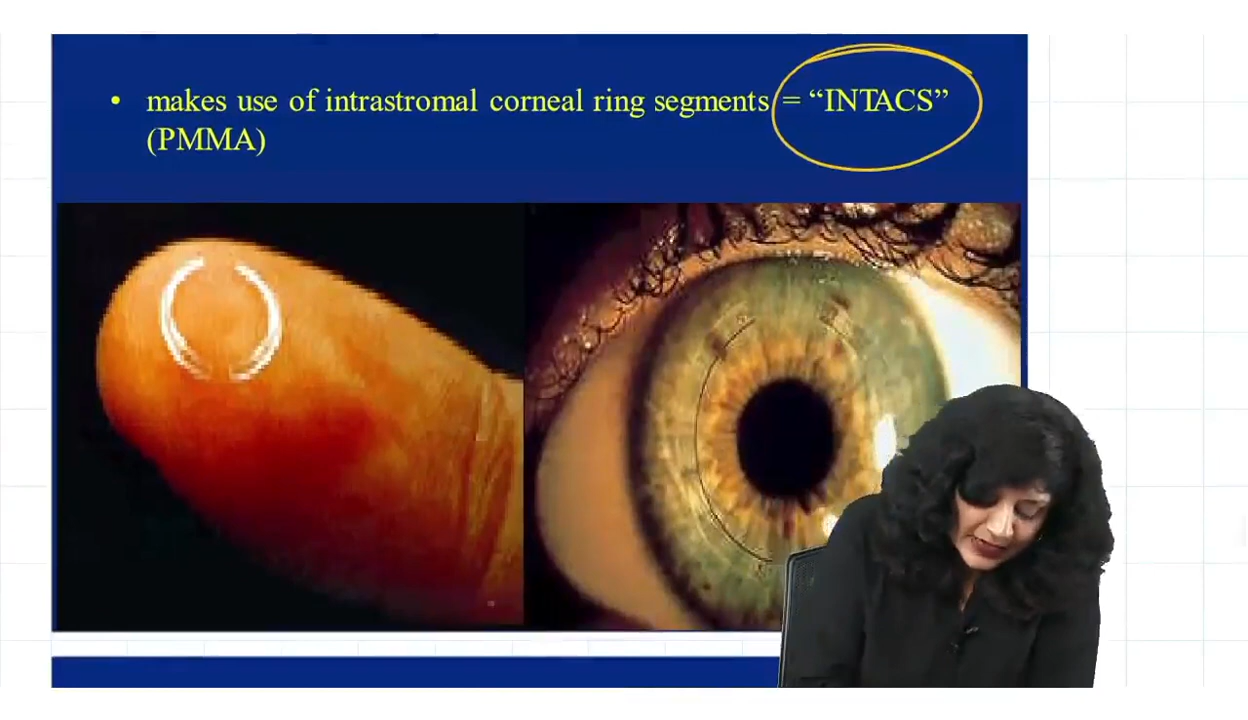 • makes use of intrastromal corneal ring segments = “INTACS”
(PMMA)